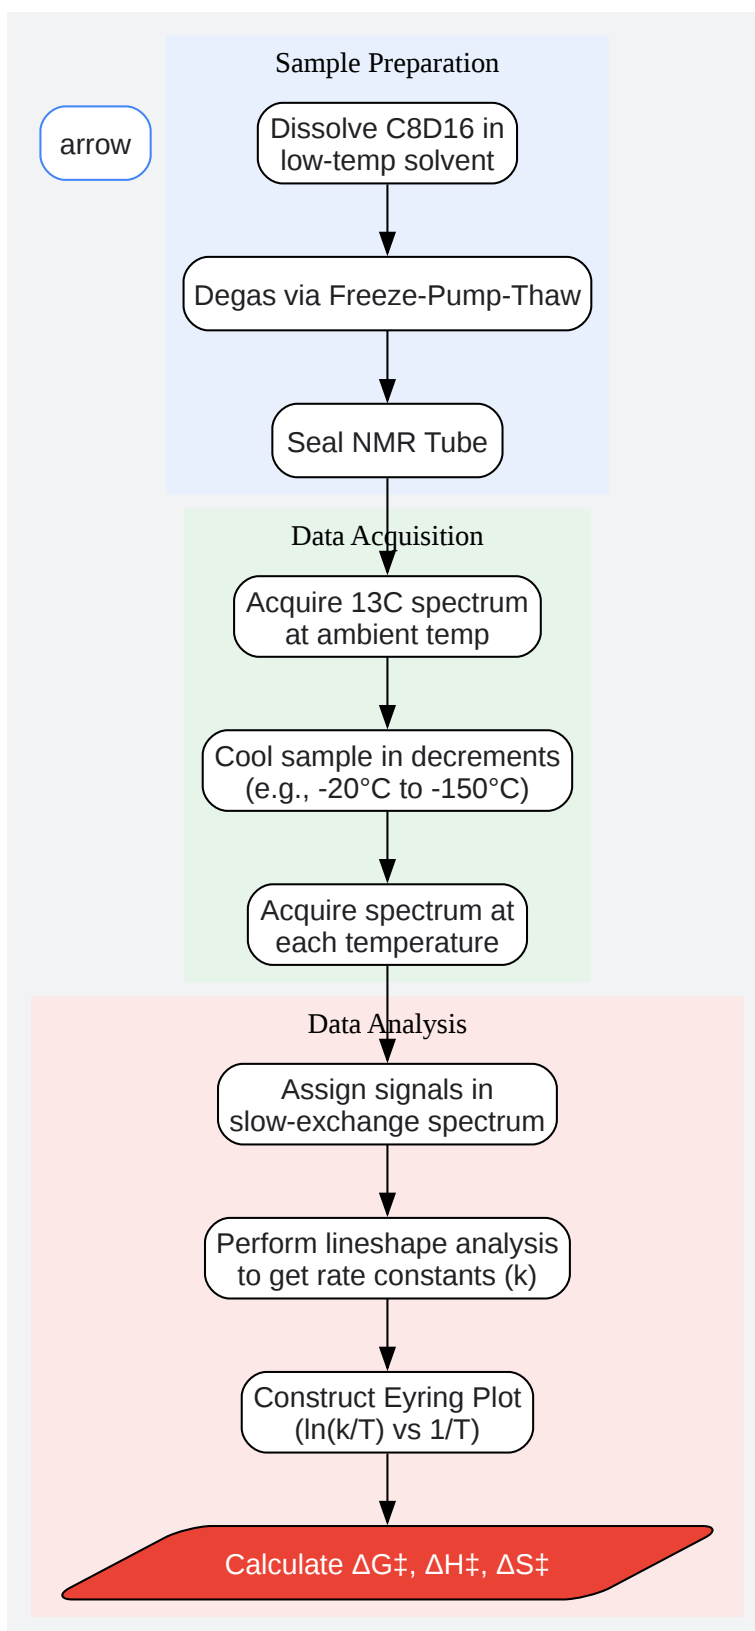 Sample Preparation
arrow
Dissolve C8D16 in
low-temp solvent
Degas via Freeze-Pump-Thaw
Seal NMR Tube
Data Acquisition
Acquire 13C spectrum
at ambient temp
Cool sample in decrements
(e.g., -20°C to -150°C)
Acquire spectrum at
each temperature
Data Analysis
Assign signals in
slow-exchange spectrum
Perform lineshape analysis
to get rate constants (k)
Construct Eyring Plot
(ln(k/T) vs 1/T)
Calculate ΔG‡, ΔH‡, ΔS‡